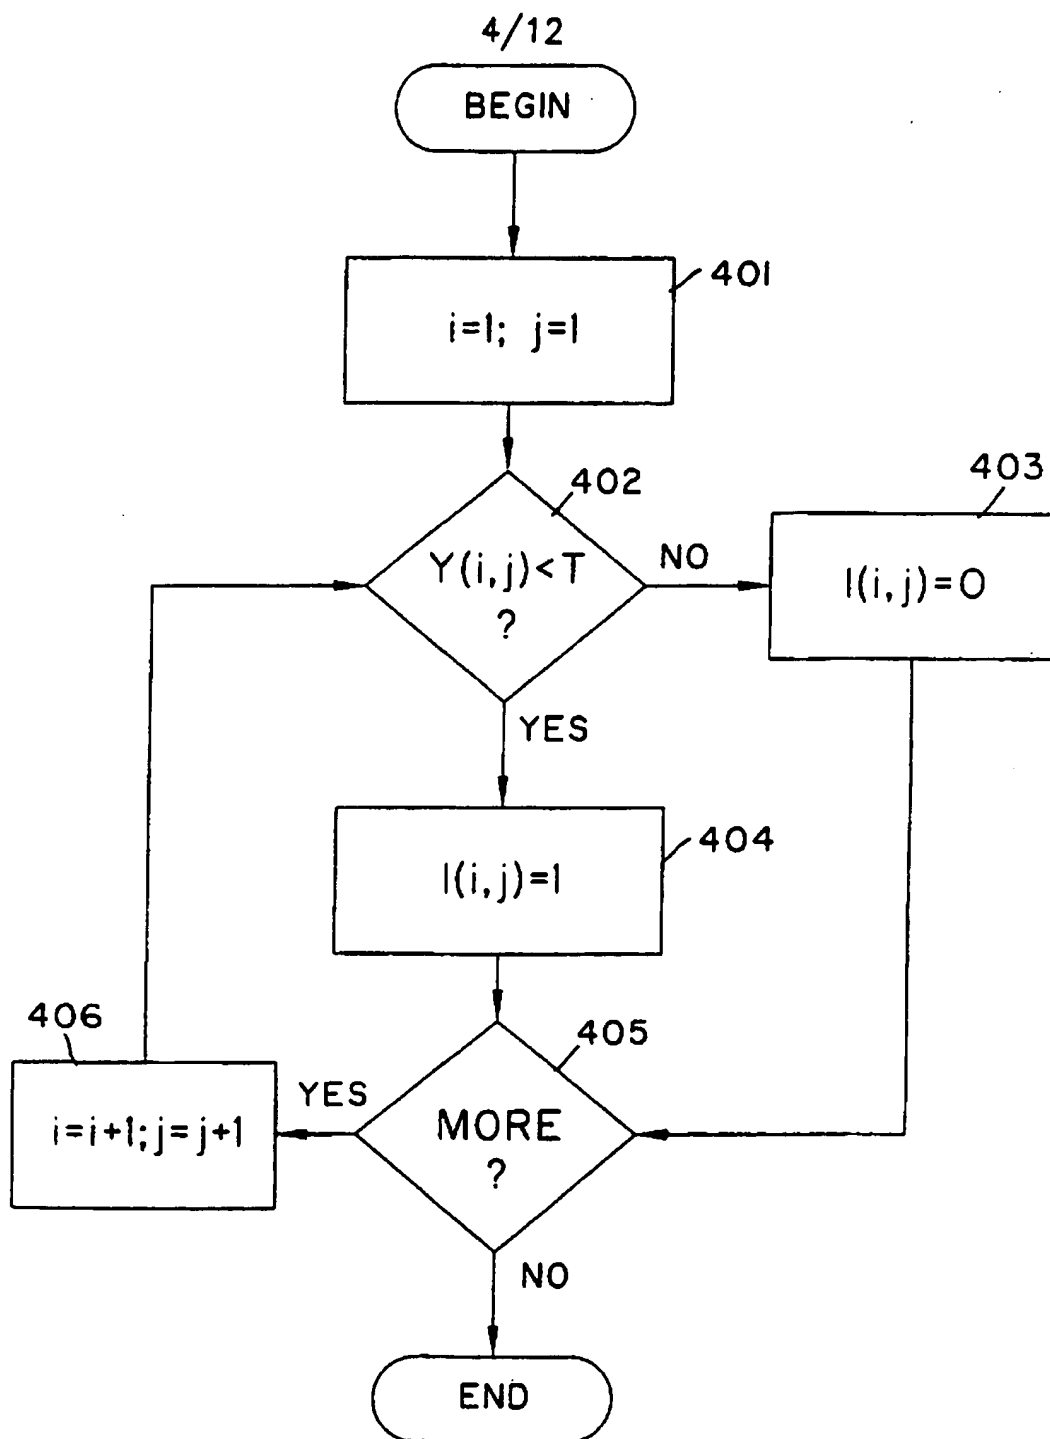 4/12
BEGIN
401
i=1; j=1
402
403
Y(i,j)<T
?
NO
I(i,j)=0
YES
404
I(i,j)=1
406
405
YES
i=i+1; j=j+1
MORE
?
NO
END